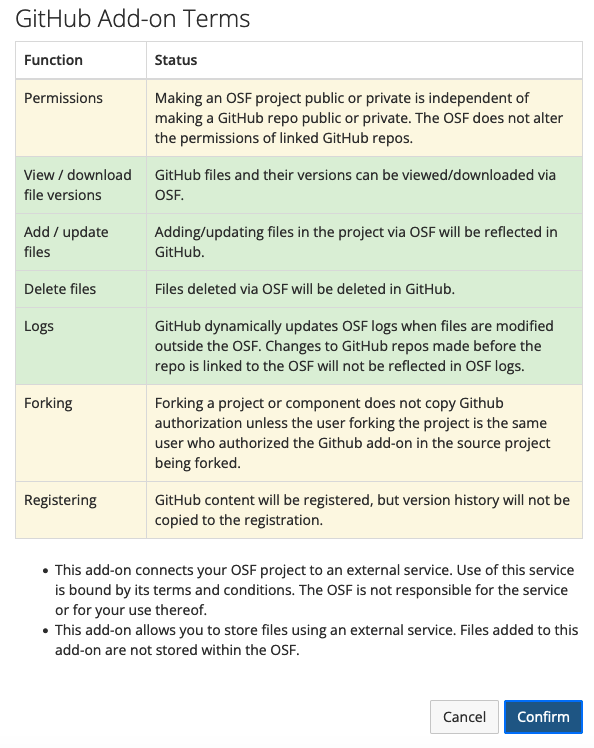 GitHub Add-on Terms
Function Status
Permissions Making an OSF project public or private is independent of
making a GitHub repo public or private. The OSF does not alter
the permissions of linked GitHub repos.
View / download GitHub files and their versions can be viewed/downloaded via
file versions OSF.
Add / update Adding/updating files in the project via OSF will be reflected in
files GitHub.
Delete files Files deleted via OSF will be deleted in GitHub.
Logs GitHub dynamically updates OSF logs when files are modified
outside the OSF. Changes to GitHub repos made before the
repo is linked to the OSF will not be reflected in OSF logs.
Forking Forking a project or component does not copy Github
authorization unless the user forking the project is the same
user who authorized the Github add-on in the source project
being forked.
Registering GitHub content will be registered, but version history will not be
copied to the registration.
• This add-on connects your OSF project to an external service. Use of this service
is bound by its terms and conditions. The OSF is not responsible for the service
or for your use thereof.
• This add-on allows you to store files using an external service. Files added to this
add-on are not stored within the OSF.
Cancel Confirm